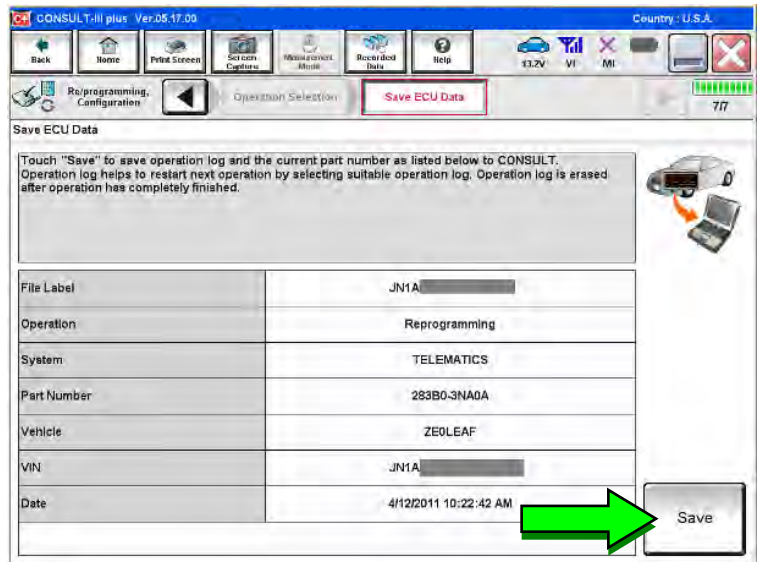 C+ CONSULT-III plus Ver.05.17.00 Country : U.S.A.
Back Home Print Screen Screen Capture Measurement Mode Recorded Data Help 13.2V VI MI
Re/programming, Configuration Operation Selection Save ECU Data 7/7
Save ECU Data
Touch "Save" to save operation log and the current part number as listed below to CONSULT.
Operation log helps to restart next operation by selecting suitable operation log. Operation log is erased
after operation has completely finished.
File Label JN1A
Operation Reprogramming
System TELEMATICS
Part Number 283B0-3NA0A
Vehicle ZE0LEAF
VIN JN1A
Date 4/12/2011 10:22:42 AM
Save